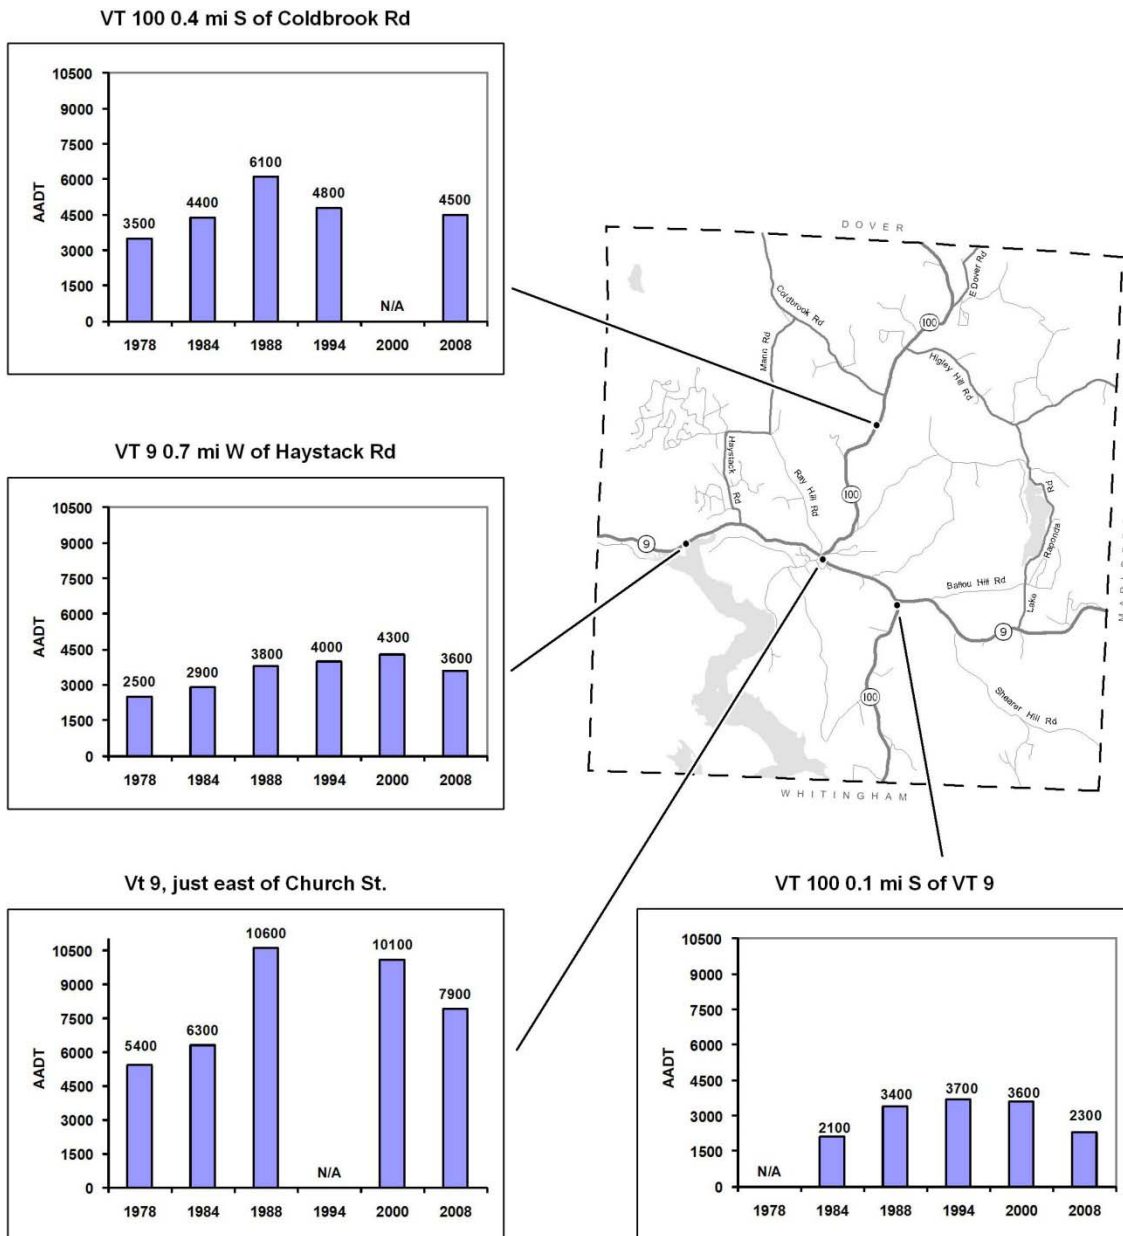 VT 100 0.4 mi S of Coldbrook Rd
10500
9000
7500
6000
4500
3000
1500
0
AADT
3500
4400
6100
4800
N/A
4500
1978 1984 1988 1994 2000 2008
VT 9 0.7 mi W of Haystack Rd
10500
9000
7500
6000
4500
3000
1500
0
AADT
2500
2900
3800
4000
4300
3600
1978 1984 1988 1994 2000 2008
Vt 9, just east of Church St.
10500
9000
7500
6000
4500
3000
1500
0
AADT
5400
6300
10600
N/A
10100
7900
1978 1984 1988 1994 2000 2008
DOVER
E Dover Rd
Coldbrook Rd
100
Mann Rd
Higley Hill Rd
Haystack Rd
Ray Hill Rd
100
Rd
Raponda
Lake
9
Ballou Hill Rd
9
100
Shearer Hill Rd
WHITINGHAM
VT 100 0.1 mi S of VT 9
10500
9000
7500
6000
4500
3000
1500
0
AADT
N/A
2100
3400
3700
3600
2300
1978 1984 1988 1994 2000 2008